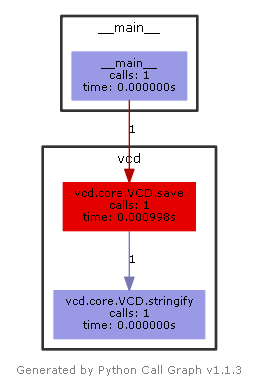 __main__
__main__
calls: 1
time: 0.000000s
1
vcd
vcd.core.VCD.save
calls: 1
time: 0.000998s
1
vcd.core.VCD.stringify
calls: 1
time: 0.000000s
Generated by Python Call Graph v1.1.3